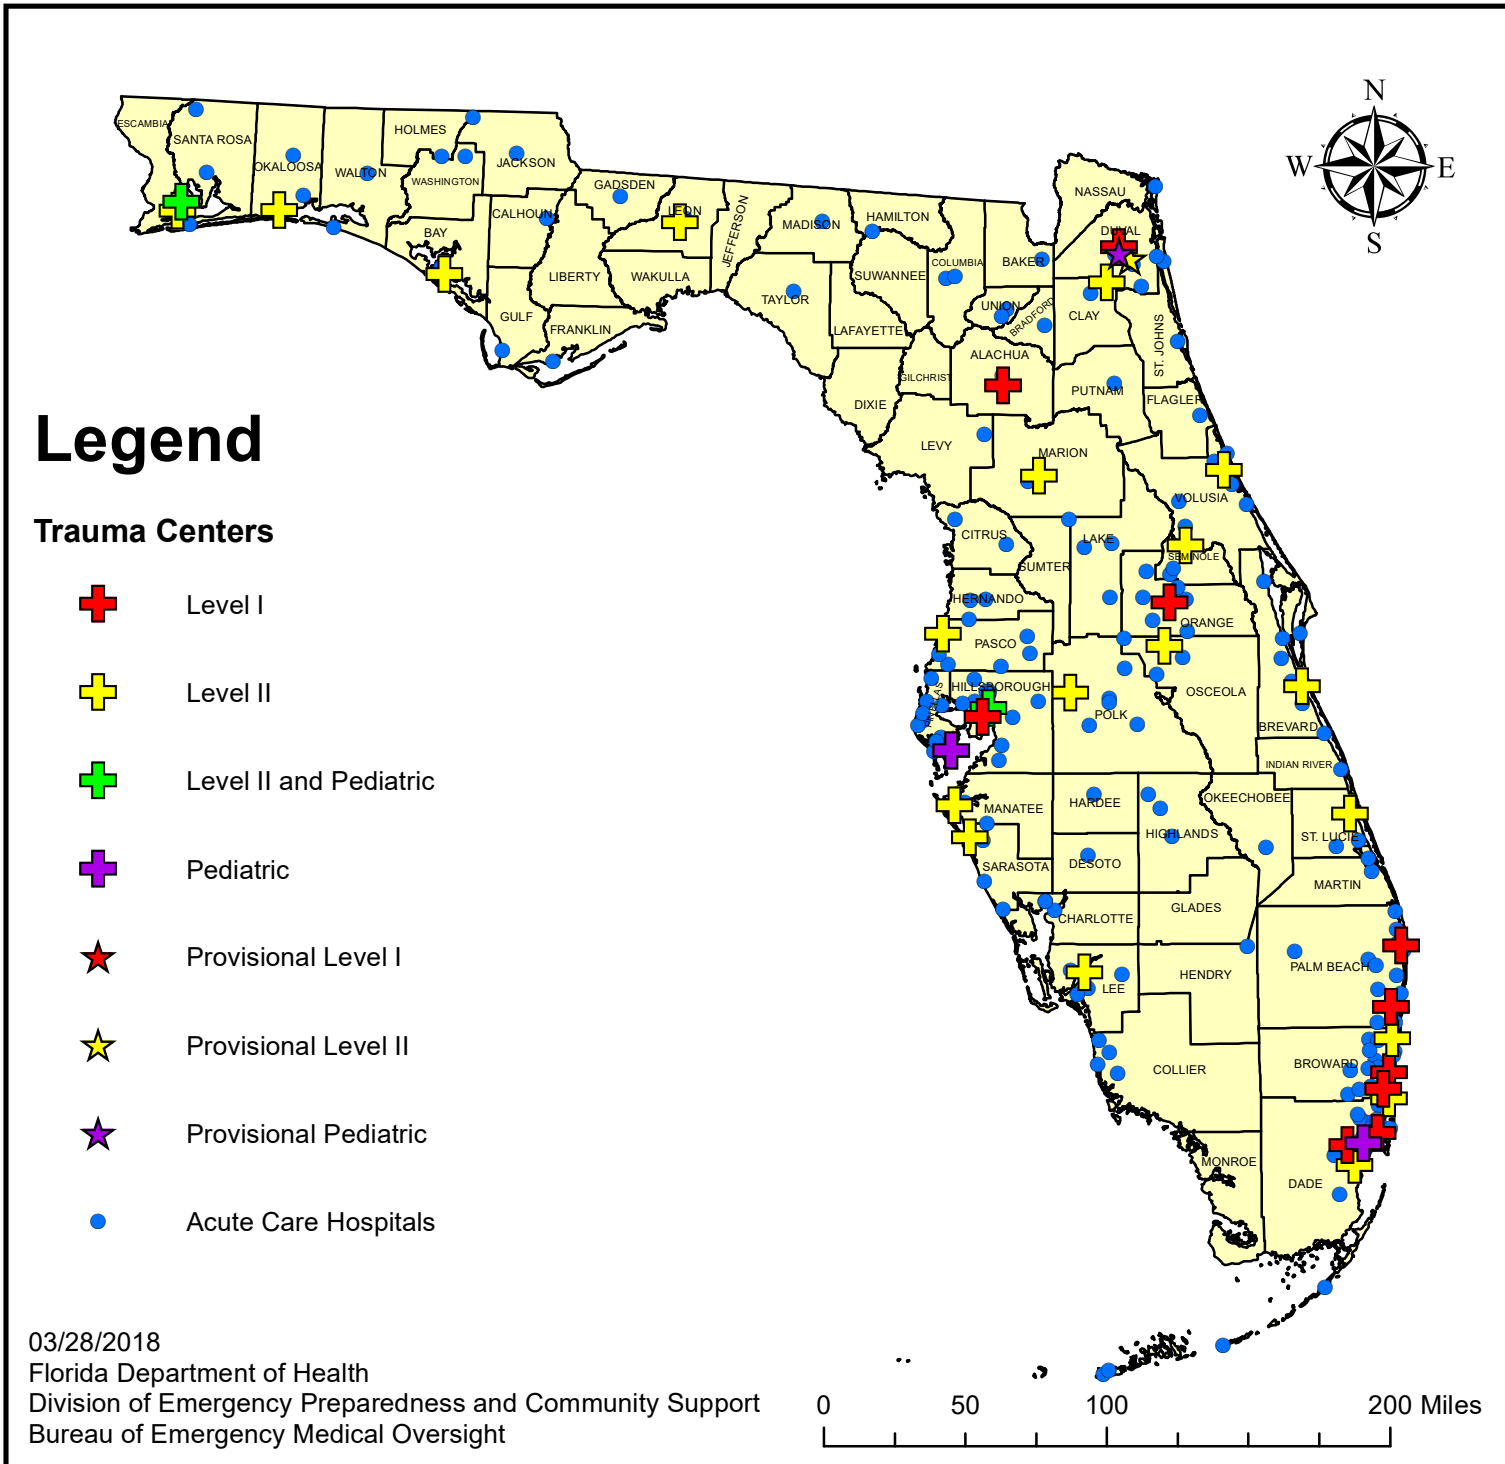 N
W E
S
ESCAMBIA
SANTA ROSA
OKALOOSA
WALTON
HOLMES
WASHINGTON
JACKSON
BAY
CALHOUN
GULF
GADSDEN
LIBERTY
FRANKLIN
LEON
WAKULLA
JEFFERSON
MADISON
TAYLOR
HAMILTON
SUWANNEE
LAFAYETTE
DIXIE
COLUMBIA
GILCHRIST
BAKER
UNION
BRADFORD
ALACHUA
LEVY
NASSAU
DUVAL
CLAY
ST. JOHNS
PUTNAM
FLAGLER
MARION
VOLUSIA
CITRUS
SUMTER
LAKE
SEMINOLE
HERNANDO
ORANGE
PASCO
PINELLAS
HILLSBOROUGH
POLK
OSCEOLA
BREVARD
INDIAN RIVER
MANATEE
HARDEE
HIGHLANDS
OKEECHOBEE
ST. LUCIE
SARASOTA
DESOTO
MARTIN
CHARLOTTE
GLADES
LEE
HENDRY
PALM BEACH
COLLIER
BROWARD
MONROE
DADE
Legend
Trauma Centers
Level I
Level II
Level II and Pediatric
Pediatric
Provisional Level I
Provisional Level II
Provisional Pediatric
Acute Care Hospitals
03/28/2018
Florida Department of Health
Division of Emergency Preparedness and Community Support
Bureau of Emergency Medical Oversight
0 50 100 200 Miles